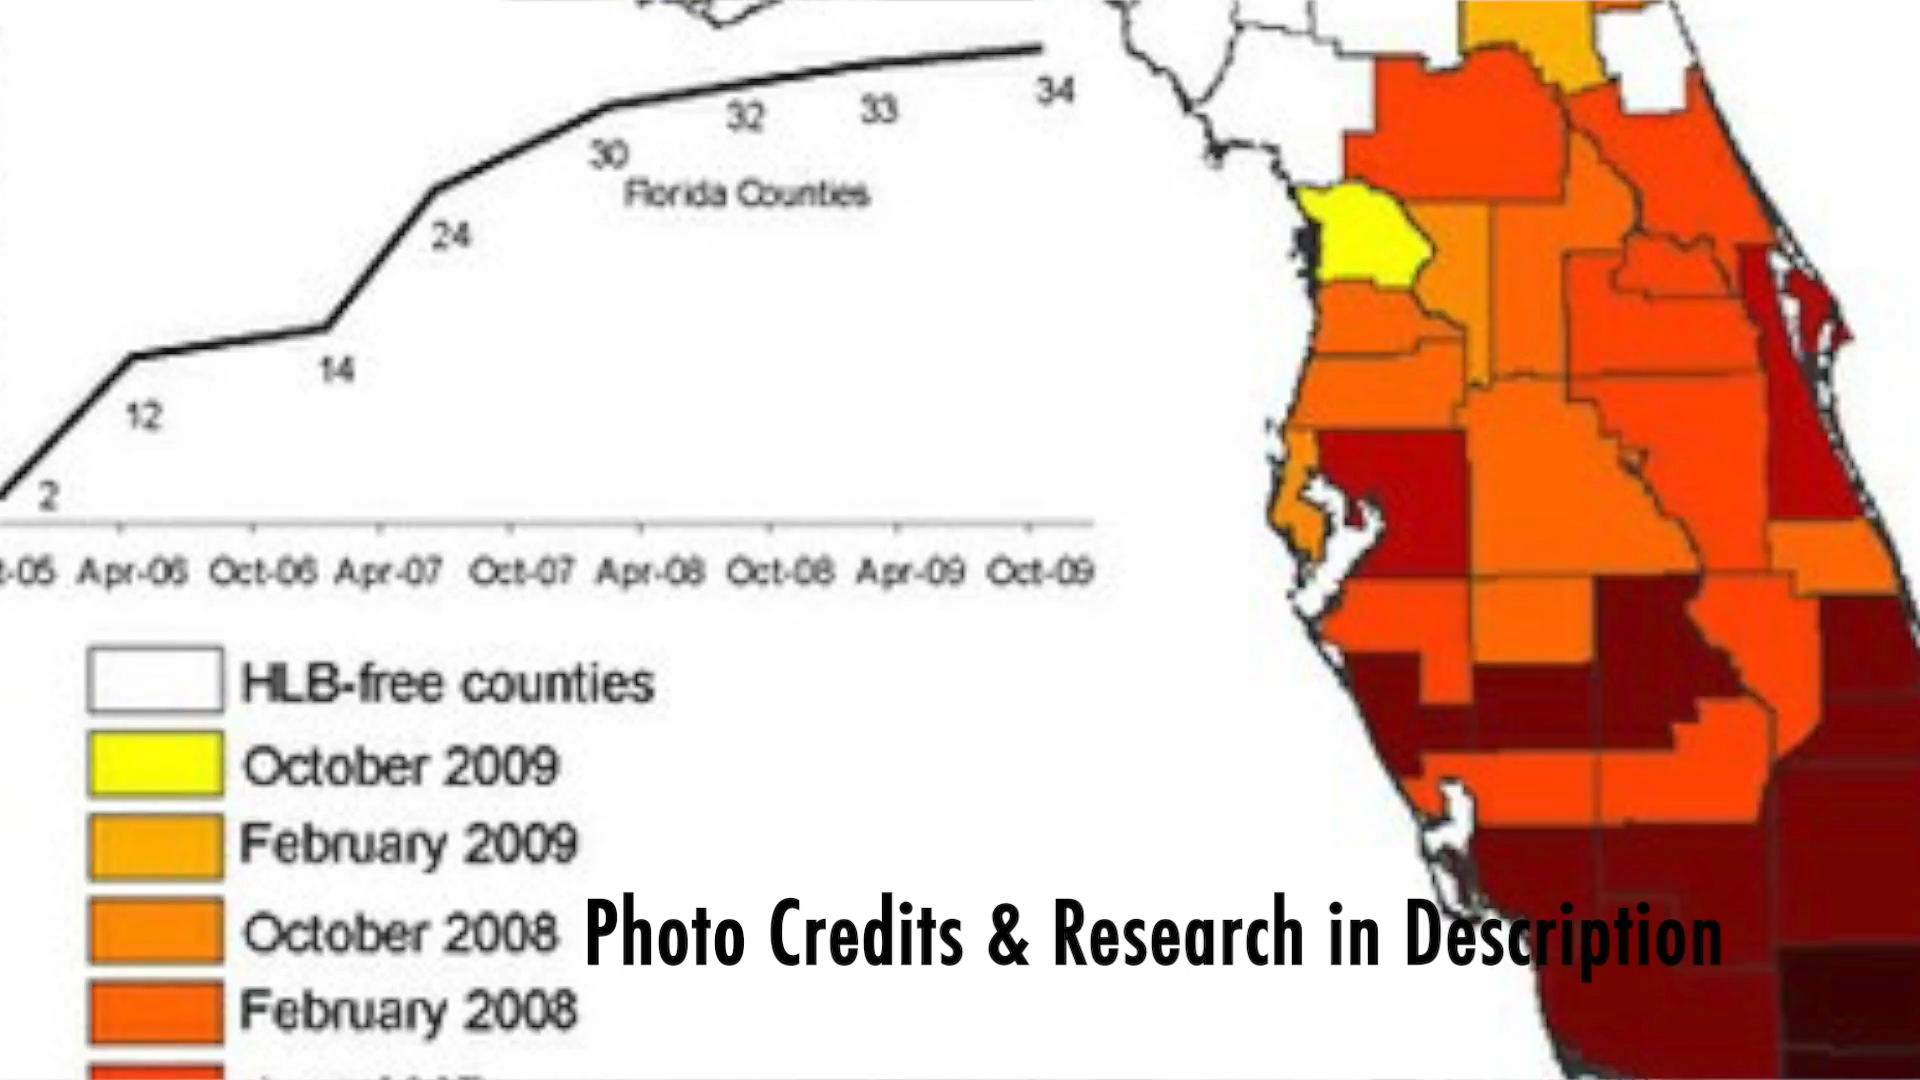 34
33
32
30
Florida Counties
24
14
12
2
t-05 Apr-06 Oct-06 Apr-07 Oct-07 Apr-08 Oct-08 Apr-09 Oct-09
HLB-free counties
October 2009
February 2009
October 2008
Photo Credits & Research in Description
February 2008